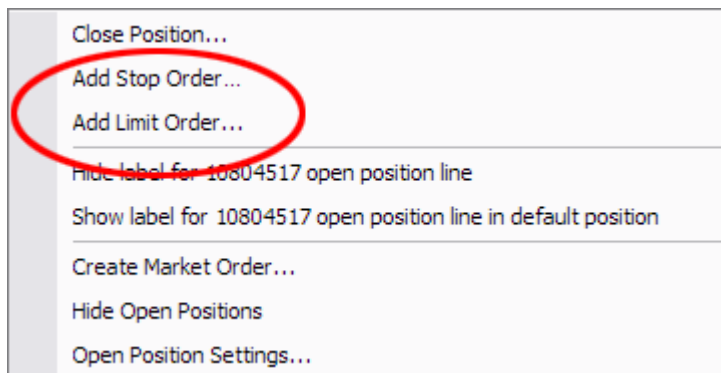 Close Position...
Add Stop Order...
Add Limit Order...
Hide label for 10804517 open position line
Show label for 10804517 open position line in default position
Create Market Order...
Hide Open Positions
Open Position Settings...